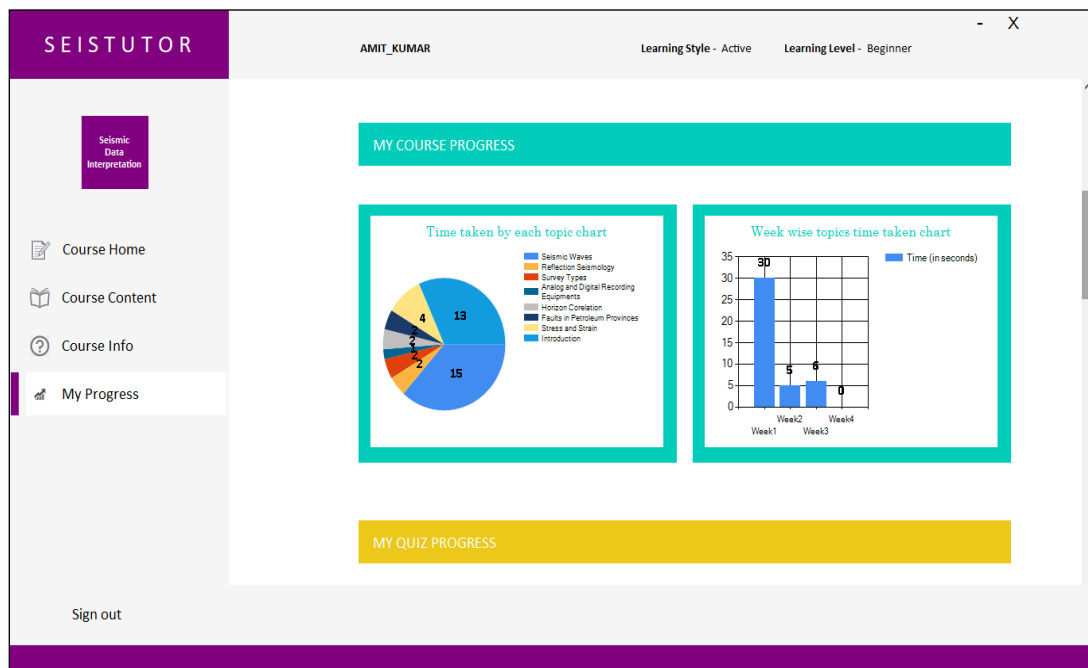 SEISTUTOR
- X
AMIT_KUMAR
Learning Style - Active
Learning Level - Beginner
Seismic
Data
Interpretation
Course Home
Course Content
Course Info
My Progress
Sign out
MY COURSE PROGRESS
Time taken by each topic chart
13
4
2
2
1
2
2
15
Seismic Waves
Reflection Seismology
Survey Types
Analog and Digital Recording
Equipments
Horizon Corelation
Faults in Petroleum Provinces
Stress and Strain
Introduction
Week wise topics time taken chart
35
30
25
20
15
10
5
0
30
5
6
0
Week1
Week2
Week3
Week4
Time (in seconds)
MY QUIZ PROGRESS